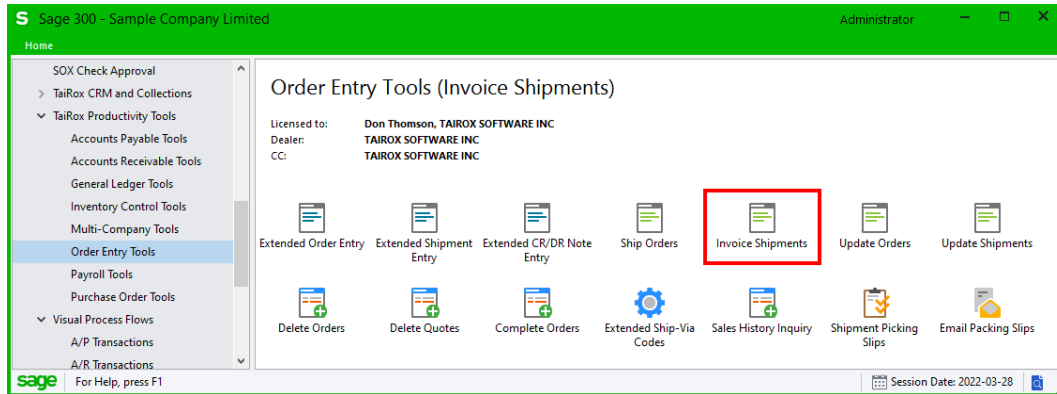 S Sage 300 - Sample Company Limited
Administrator
Home
SOX Check Approval
TaiRox CRM and Collections
TaiRox Productivity Tools
Accounts Payable Tools
Accounts Receivable Tools
General Ledger Tools
Inventory Control Tools
Multi-Company Tools
Order Entry Tools
Payroll Tools
Purchase Order Tools
Visual Process Flows
A/P Transactions
A/R Transactions
Order Entry Tools (Invoice Shipments)
Licensed to: Don Thomson, TAIROX SOFTWARE INC
Dealer: TAIROX SOFTWARE INC
CC: TAIROX SOFTWARE INC
Extended Order Entry
Extended Shipment
Entry
Extended CR/DR Note
Entry
Ship Orders
Invoice Shipments
Update Orders
Update Shipments
Delete Orders
Delete Quotes
Complete Orders
Extended Ship-Via
Codes
Sales History Inquiry
Shipment Picking
Slips
Email Packing Slips
sage
For Help, press F1
Session Date: 2022-03-28